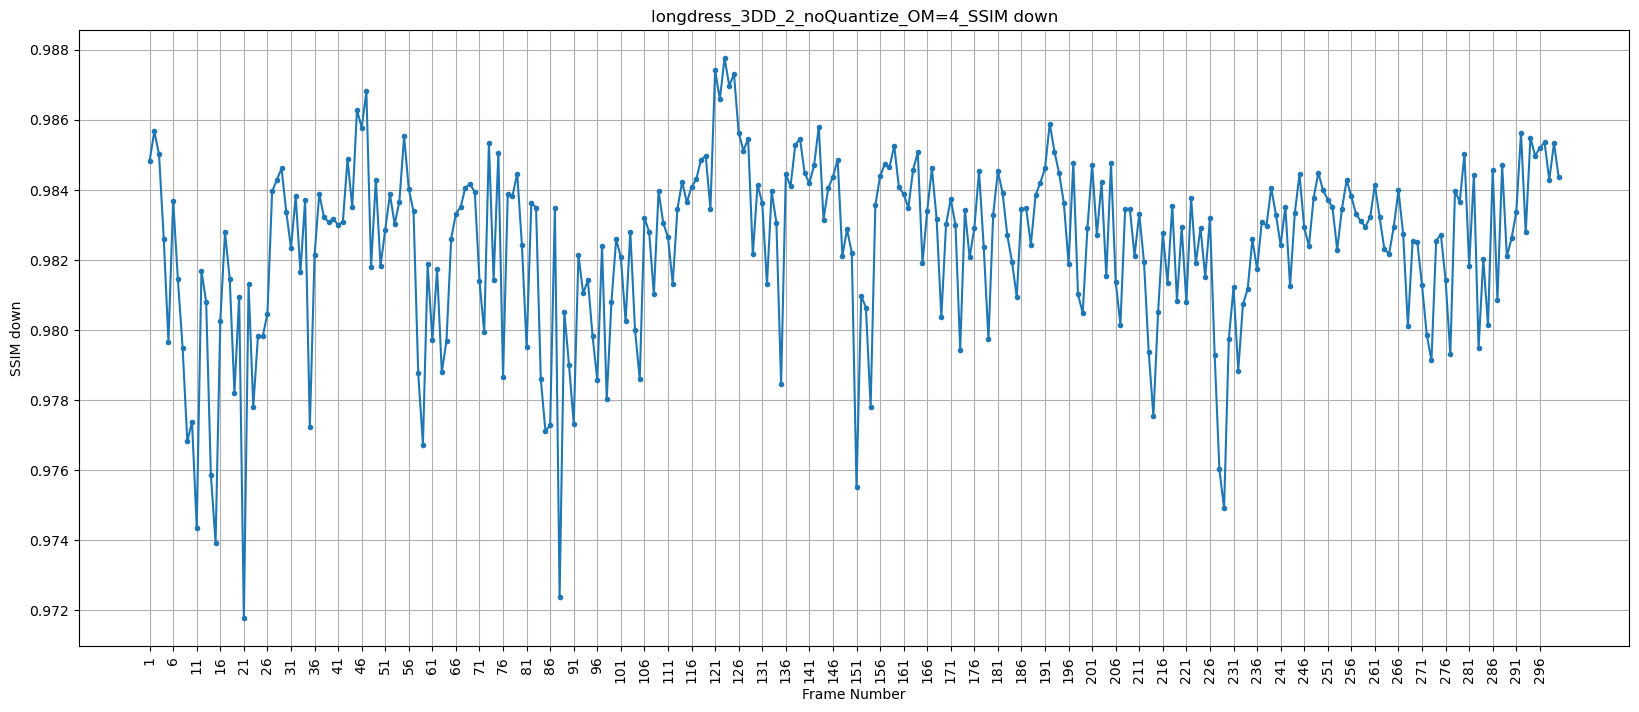 longdress_3DD_2_noQuantize_OM=4_SSIM down
0.988
0.986
0.984
0.982
0.980
0.978
0.976
0.974
0.972
SSIM down
1 6 11 16 21 26 31 36 41 46 51 56 61 66 71 76 81 86 91 96 101 106 111 116 121 126 131 136 141 146 151 156 161 166 171 176 181 186 191 196 201 206 211 216 221 226 231 236 241 246 251 256 261 266 271 276 281 286 291 296
Frame Number